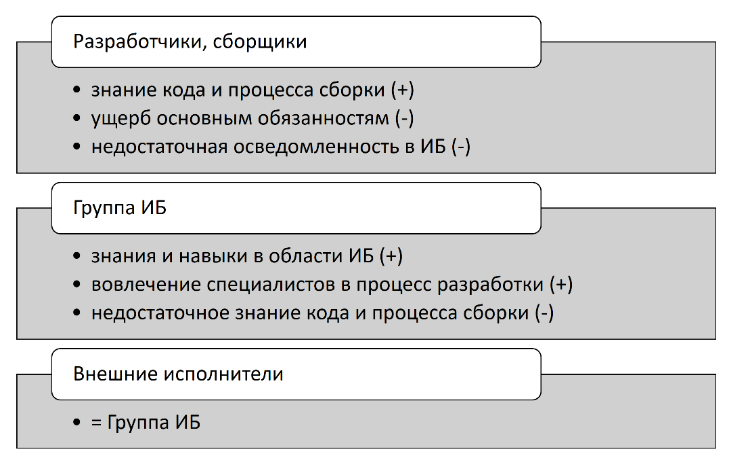 Разработчики, сборщики
• знание кода и процесса сборки (+)
• ущерб основным обязанностям (-)
• недостаточная осведомленность в ИБ (-)
Группа ИБ
• знания и навыки в области ИБ (+)
• вовлечение специалистов в процесс разработки (+)
• недостаточное знание кода и процесса сборки (-)
Внешние исполнители
• = Группа ИБ